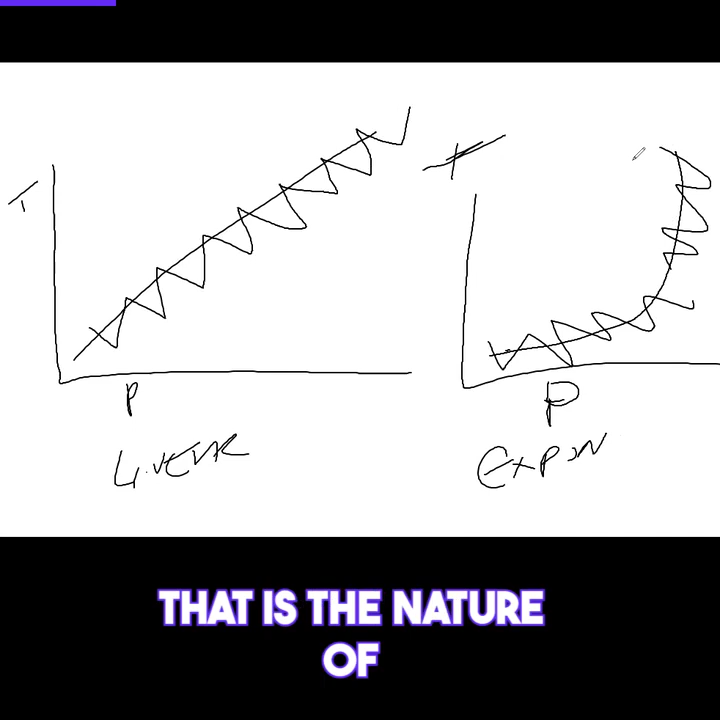 T
P
LINEAR
P
EXPON
THAT IS THE NATURE
OF